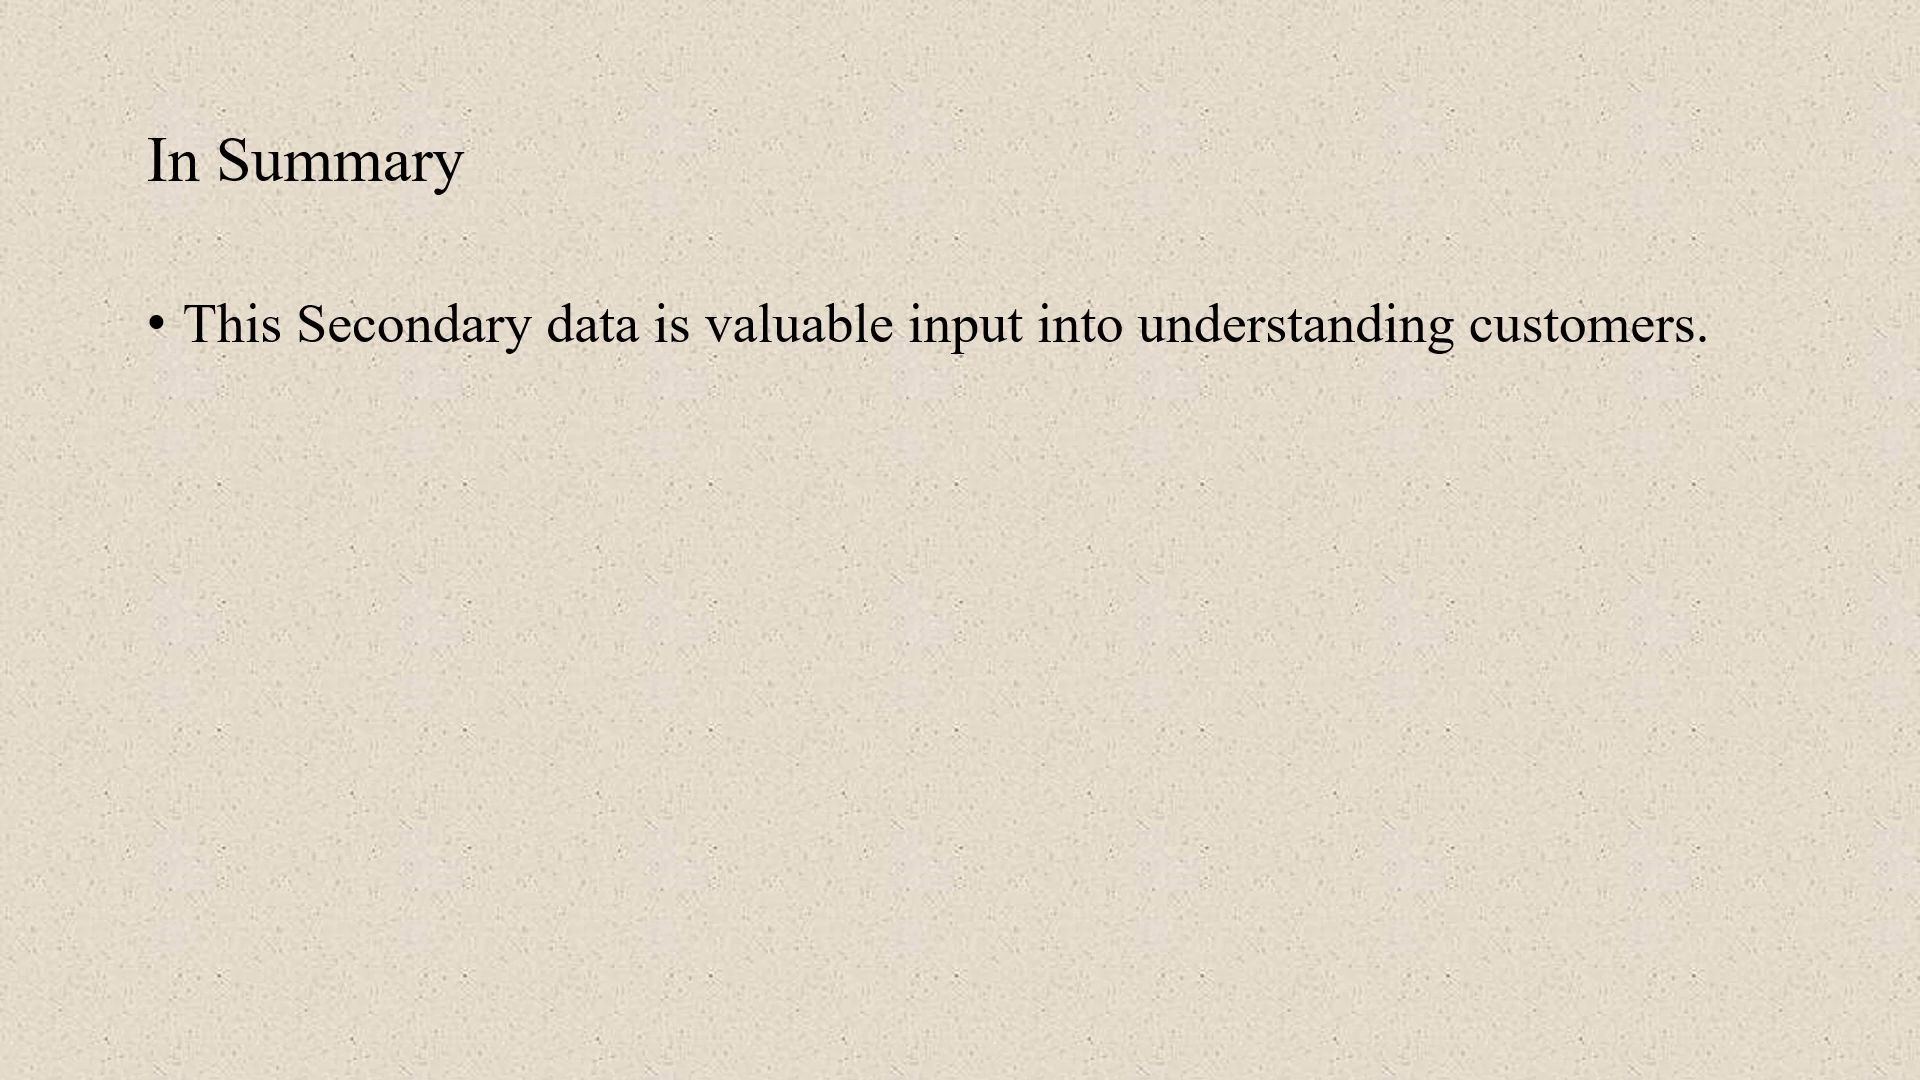 In Summary
• This Secondary data is valuable input into understanding customers.